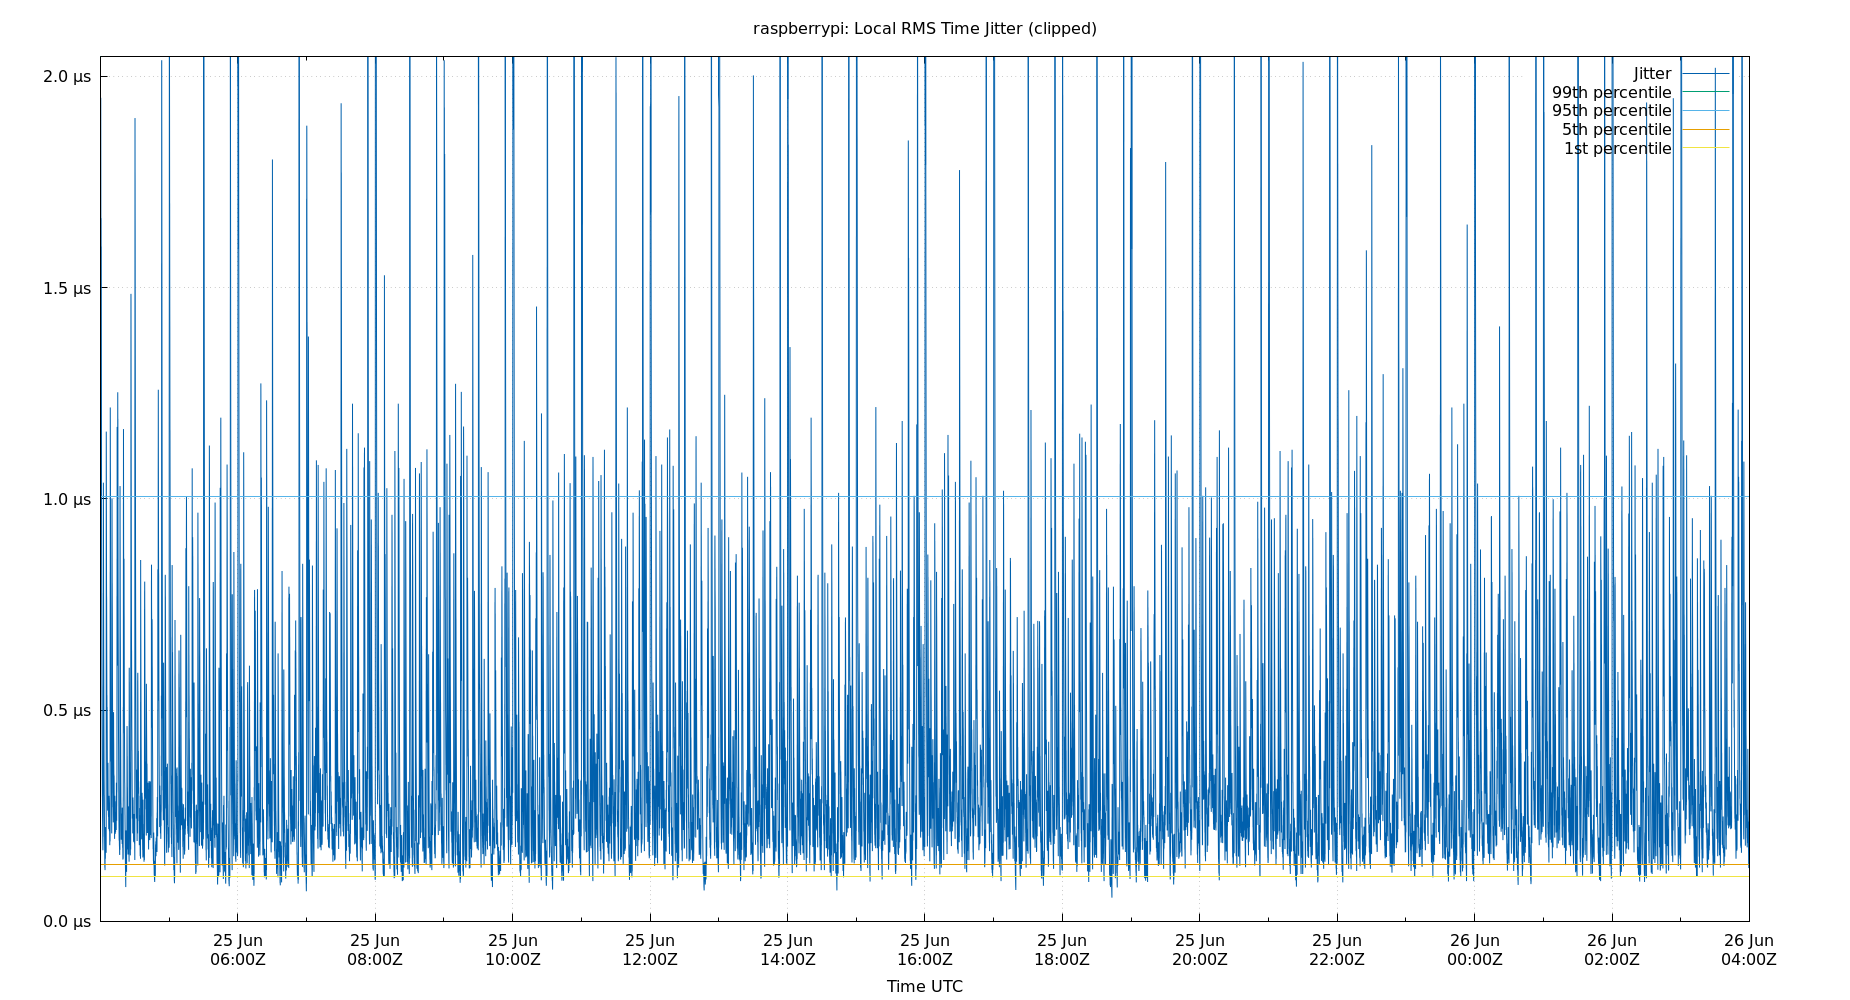 raspberrypi: Local RMS Time Jitter (clipped)
2.0 µs
1.5 µs
1.0 µs
0.5 µs
0.0 µs
Jitter
99th percentile
95th percentile
5th percentile
1st percentile
25 Jun 25 Jun 25 Jun 25 Jun 25 Jun 25 Jun 25 Jun 25 Jun 25 Jun 26 Jun 26 Jun 26 Jun
06:00Z 08:00Z 10:00Z 12:00Z 14:00Z 16:00Z 18:00Z 20:00Z 22:00Z 00:00Z 02:00Z 04:00Z
Time UTC